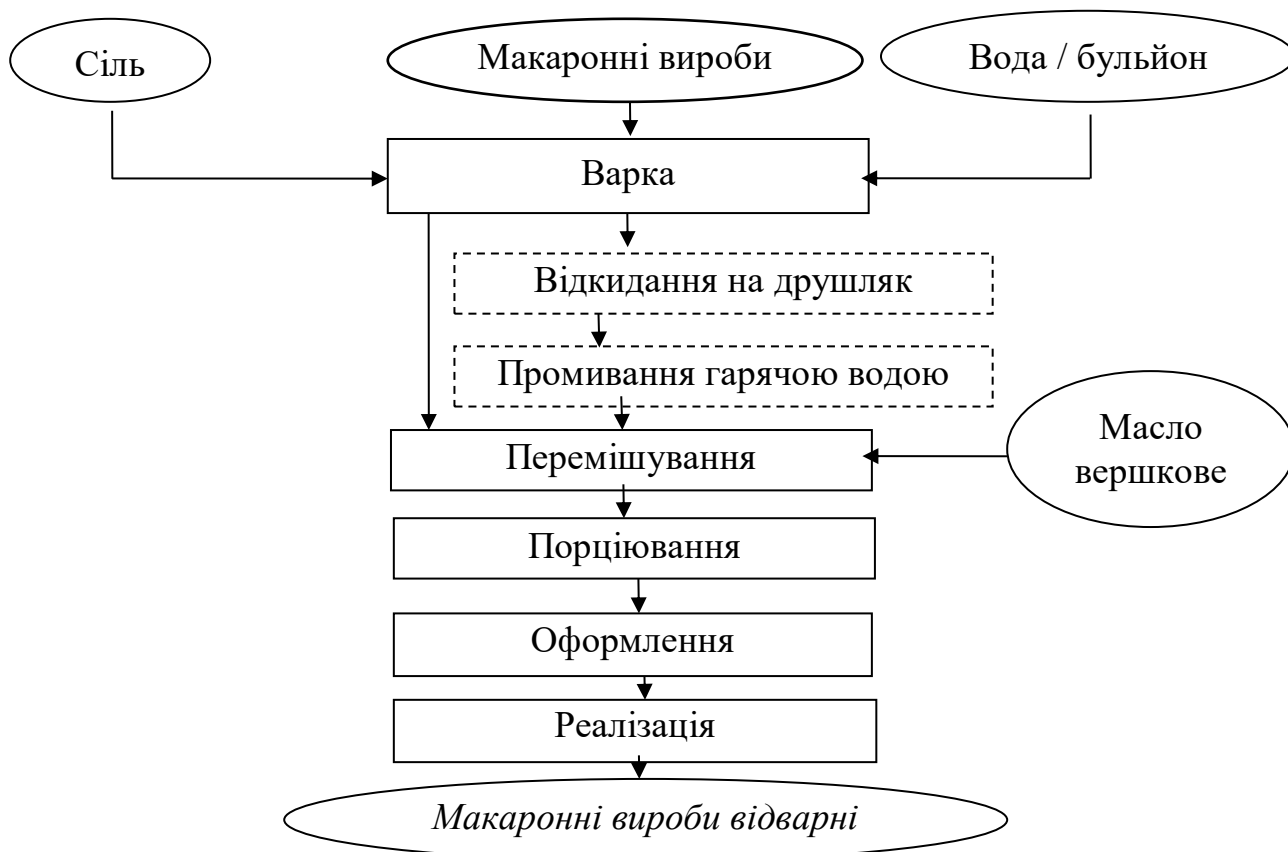 Сіль
Макаронні вироби
Вода / бульйон
Варка
Відкидання на друшляк
Промивання гарячою водою
Перемішування
Масло
вершкове
Порціювання
Оформлення
Реалізація
Макаронні вироби відварні